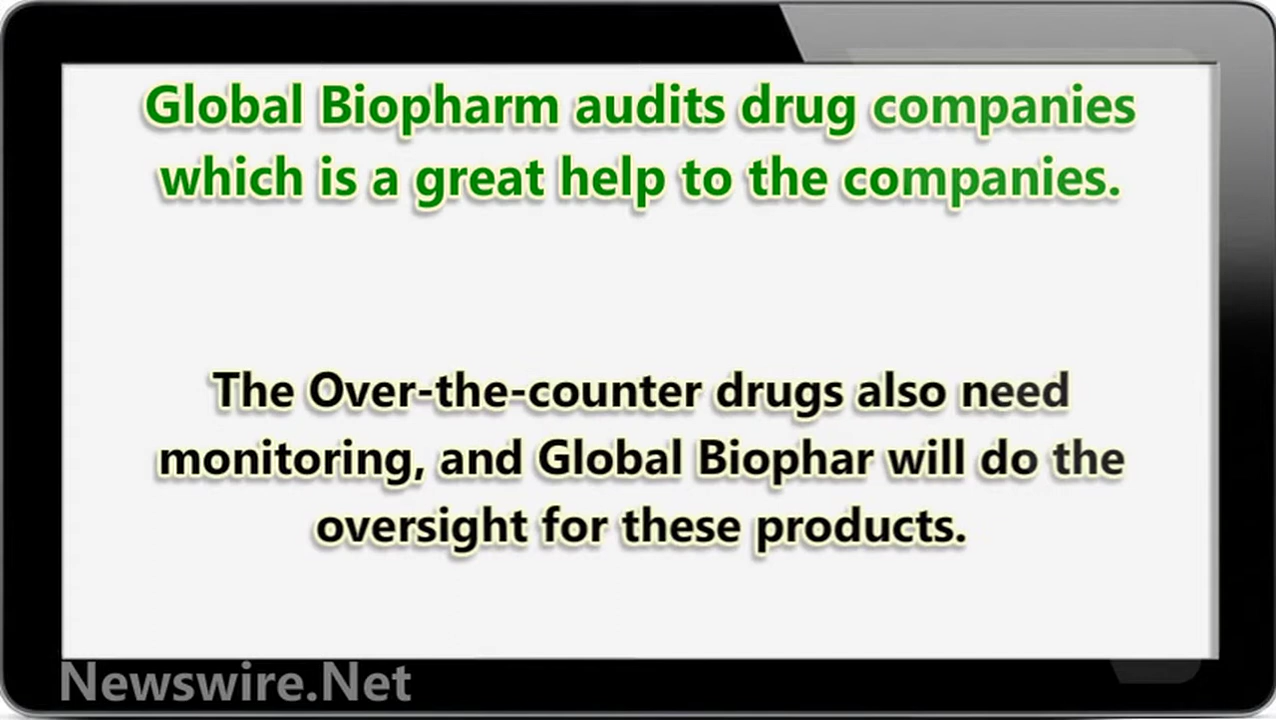 Global Biopharm audits drug companies
which is a great help to the companies.
The Over-the-counter drugs also need
monitoring, and Global Biophar will do the
oversight for these products.
Newswire.Net